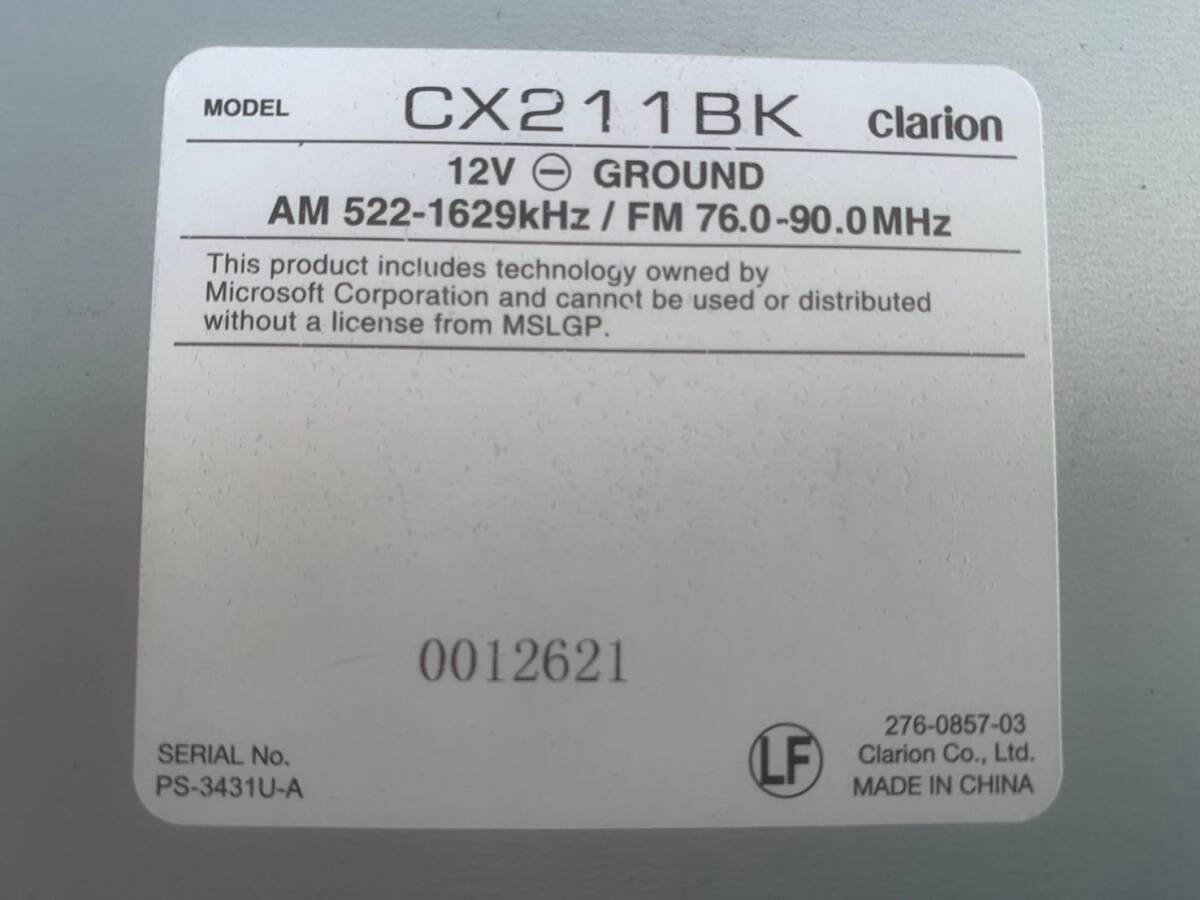 MODEL CX211BK clarion
12V ⊖ GROUND
AM 522-1629kHz / FM 76.0-90.0MHz
This product includes technology owned by
Microsoft Corporation and cannot be used or distributed
without a license from MSLGP.
0012621
SERIAL No.
PS-3431U-A
LF
276-0857-03
Clarion Co., Ltd.
MADE IN CHINA